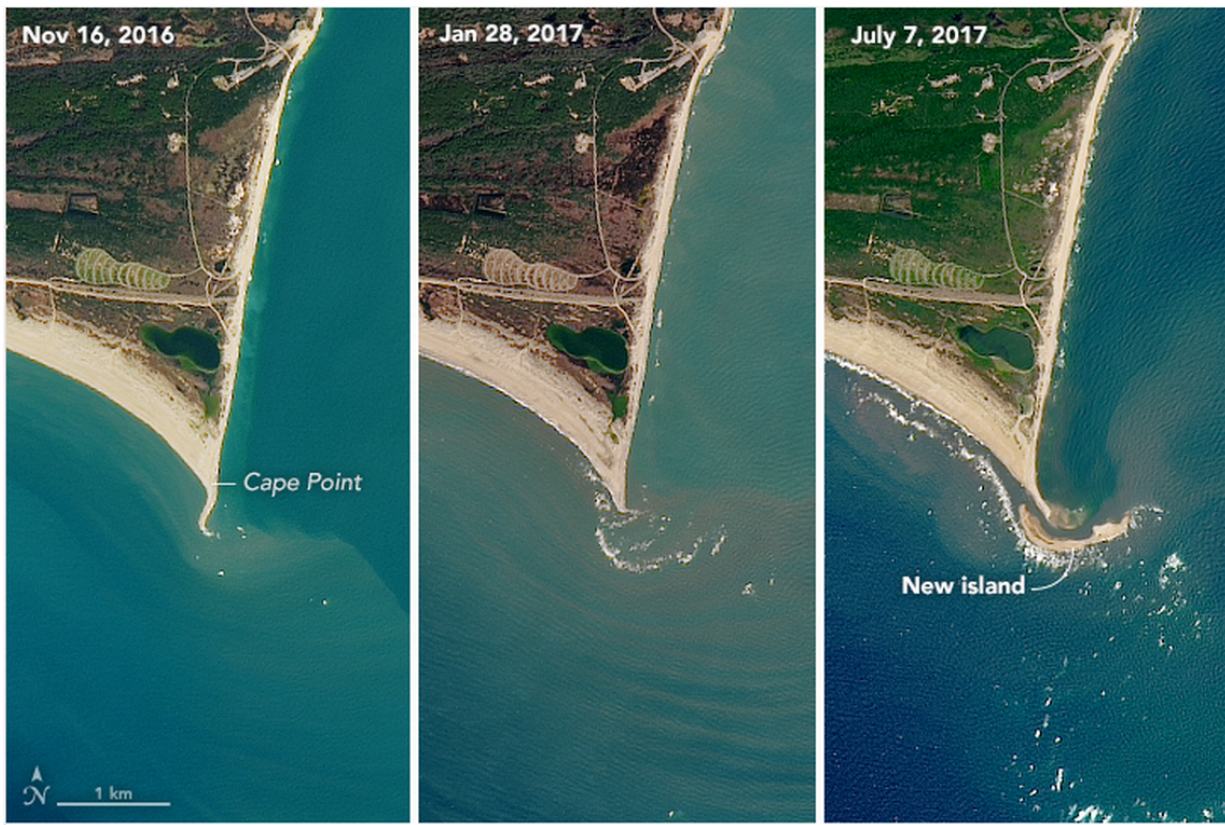 Nov 16, 2016
Jan 28, 2017
July 7, 2017
Cape Point
New island
N
1 km